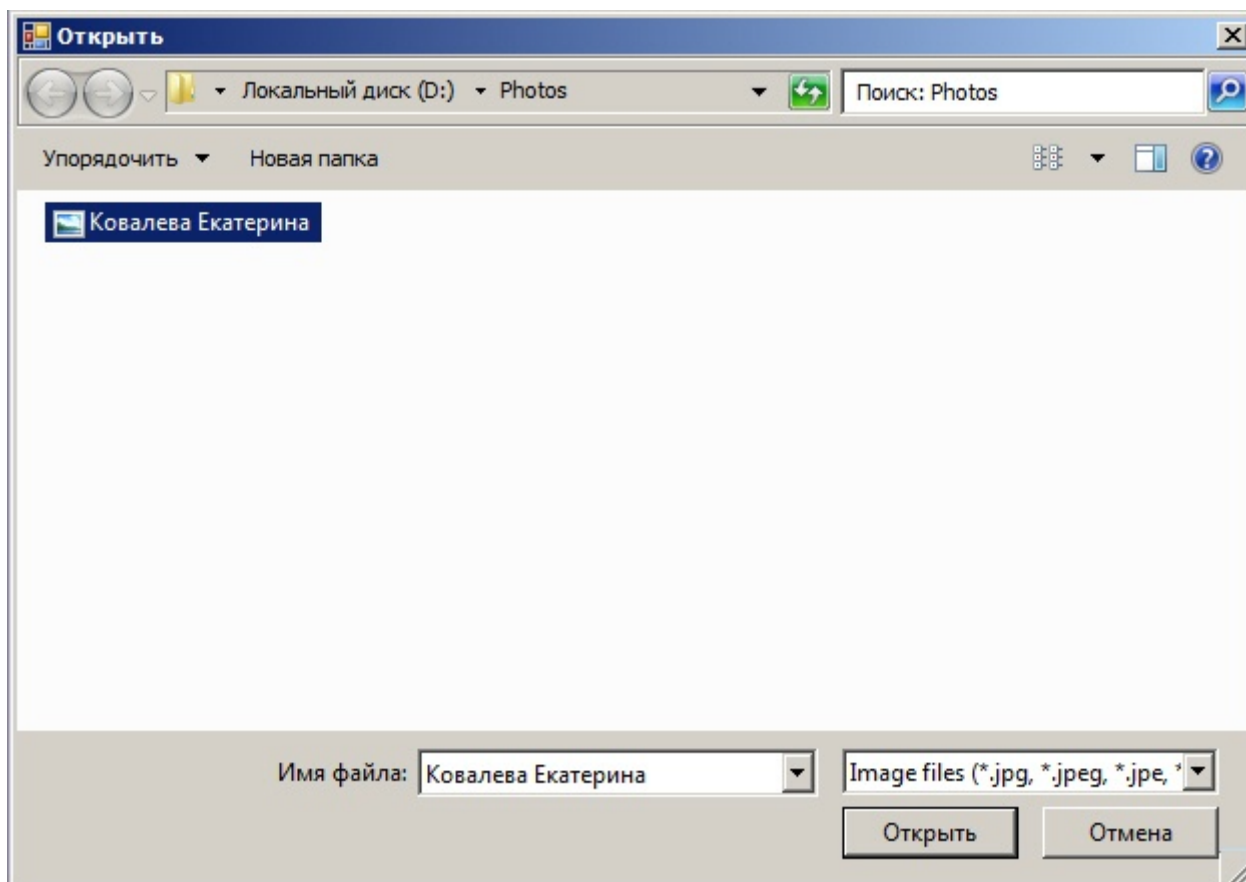 Открыть
Локальный диск (D:) Photos
Поиск: Photos
Упорядочить Новая папка
Ковалева Екатерина
Имя файла: Ковалева Екатерина
Image files (*.jpg, *.jpeg, *.jpe, *
Открыть Отмена